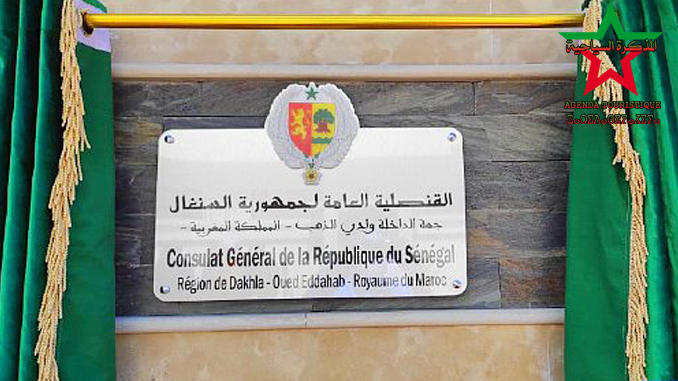 القنصلية العامة لجمهورية السنغال
جهة الداخلة وادي الذهب - المملكة المغربية -
Consulat Général de la République du Sénégal
Région de Dakhla - Oued Eddahab - Royaume du Maroc
المذكرة السياحية
AGENDA TOURISTIQUE